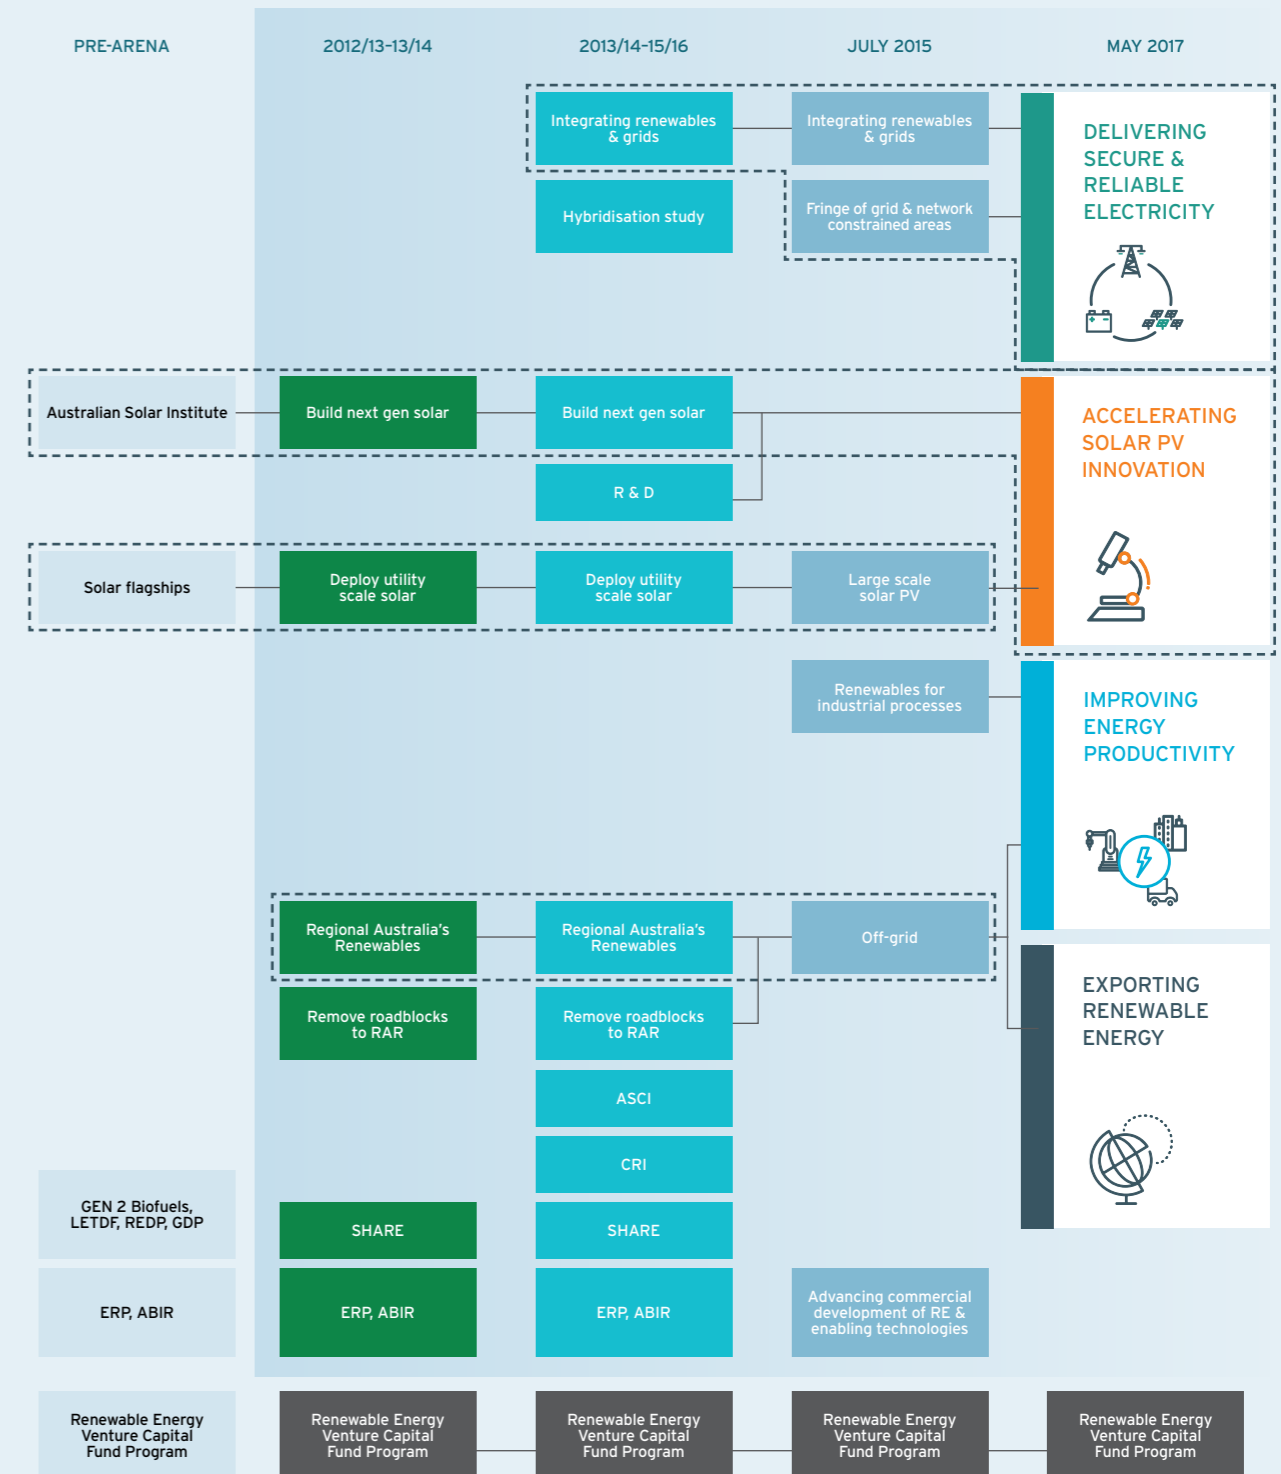 PRE-ARENA
2012/13–13/14
2013/14–15/16
JULY 2015
MAY 2017
Integrating renewables
& grids
Integrating renewables
& grids
DELIVERING
SECURE &
RELIABLE
ELECTRICITY
Hybridisation study
Fringe of grid & network
constrained areas
Australian Solar Institute
Build next gen solar
Build next gen solar
ACCELERATING
SOLAR PV
INNOVATION
R & D
Solar flagships
Deploy utility
scale solar
Deploy utility
scale solar
Large scale
solar PV
Renewables for
industrial processes
IMPROVING
ENERGY
PRODUCTIVITY
Regional Australia's
Renewables
Regional Australia's
Renewables
Off-grid
EXPORTING
RENEWABLE
ENERGY
Remove roadblocks
to RAR
Remove roadblocks
to RAR
ASCI
CRI
GEN 2 Biofuels,
LETDF, REDP, GDP
SHARE
SHARE
ERP, ABIR
ERP, ABIR
ERP, ABIR
Advancing commercial
development of RE &
enabling technologies
Renewable Energy
Venture Capital
Fund Program
Renewable Energy
Venture Capital
Fund Program
Renewable Energy
Venture Capital
Fund Program
Renewable Energy
Venture Capital
Fund Program
Renewable Energy
Venture Capital
Fund Program